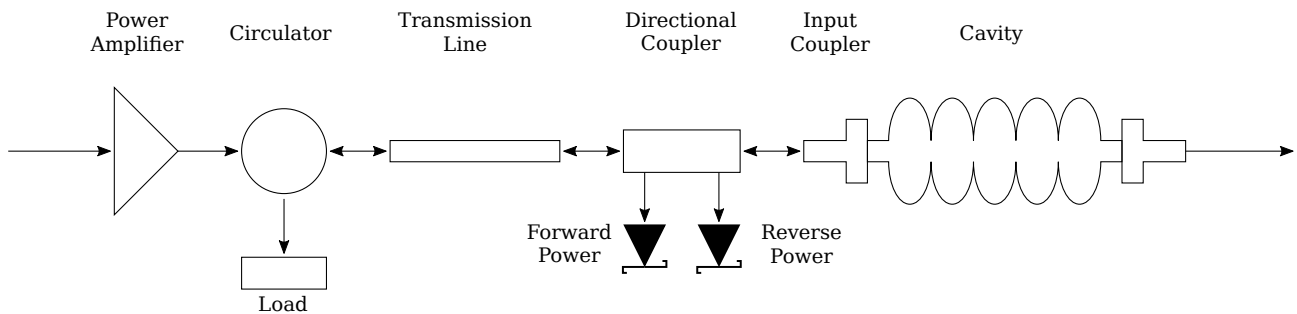 Power
Amplifier
Circulator
Transmission
Line
Directional
Coupler
Input
Coupler
Cavity
Forward
Power
Reverse
Power
Load